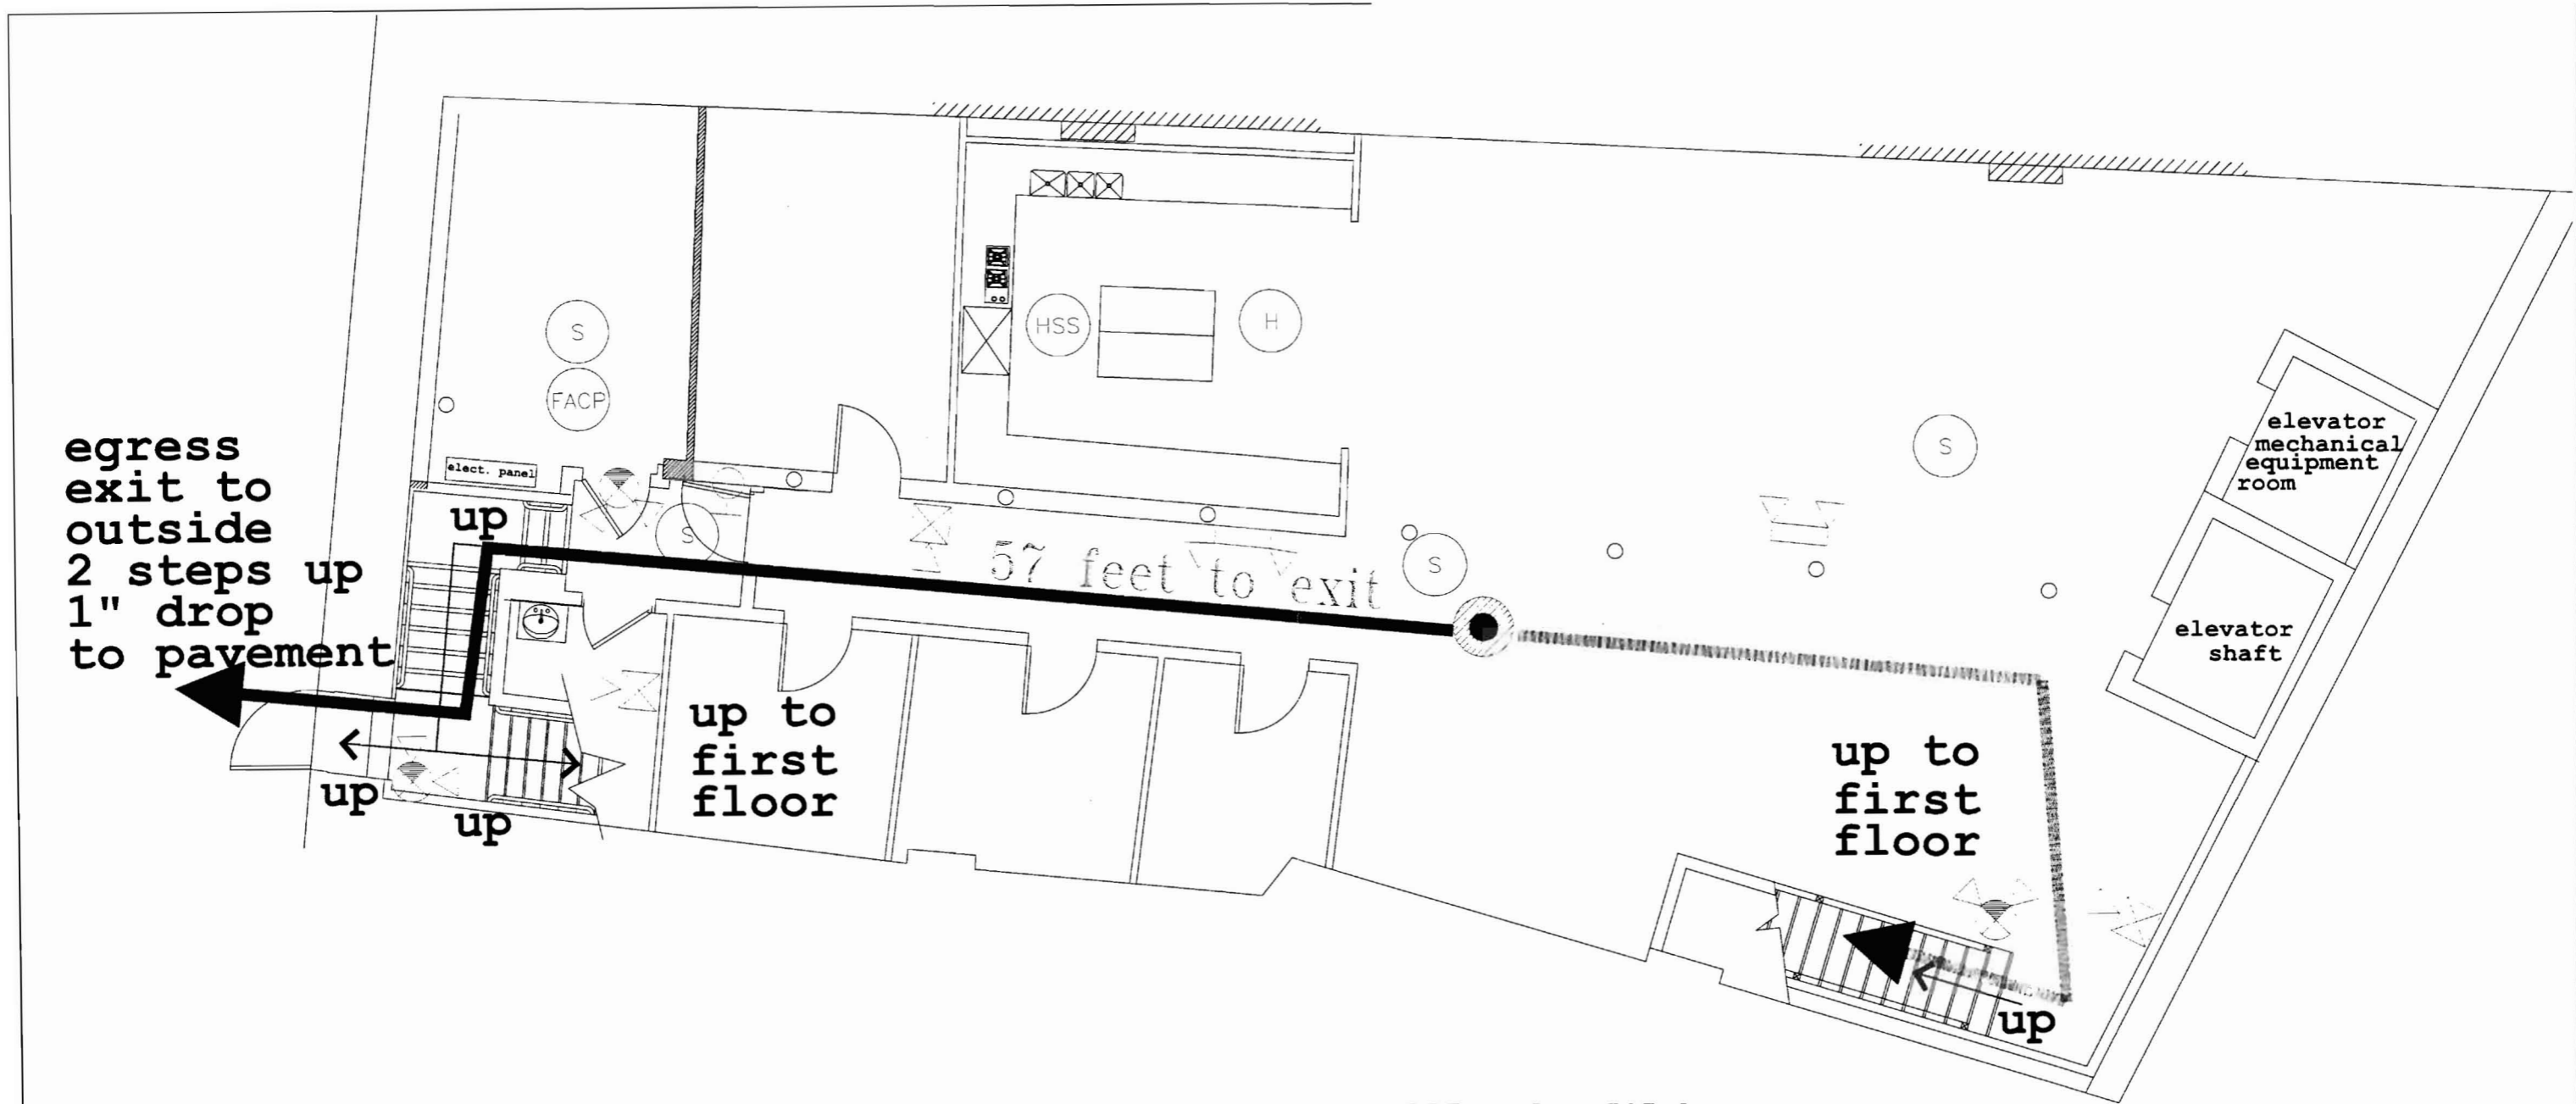 egress
exit to
outside
2 steps up
1" drop
to pavement
S
FACP
elect. panel
up
S
HSS
H
57 feet to exit
S
S
elevator
mechanical
equipment
room
elevator
shaft
up to
first
floor
up
up
up to
first
floor
up